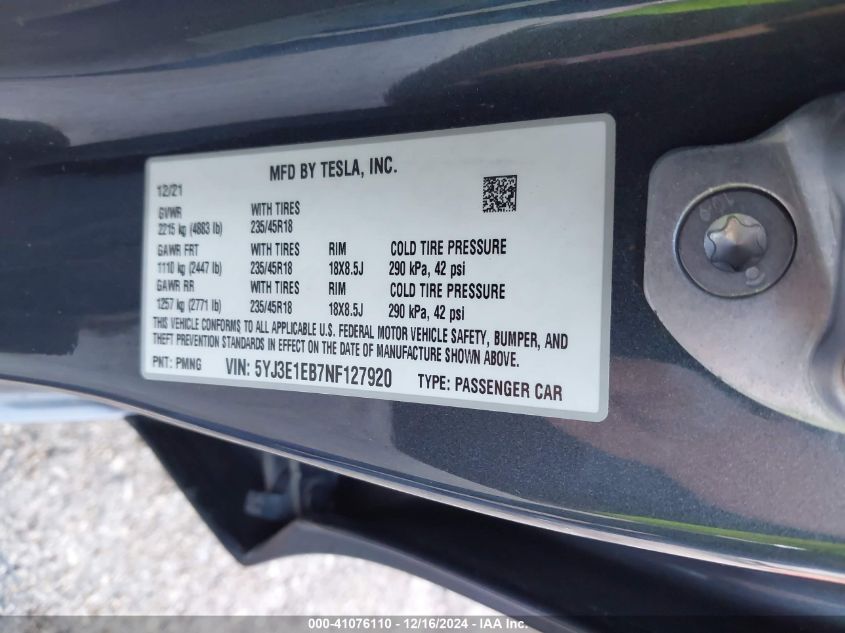 MFD BY TESLA, INC.
12/21
GVWR WITH TIRES
2215 kg (4883 lb) 235/45R18
GAWR FRT WITH TIRES RIM COLD TIRE PRESSURE
1110 kg (2447 lb) 235/45R18 18X8.5J 290 kPa, 42 psi
GAWR RR WITH TIRES RIM COLD TIRE PRESSURE
1257 kg (2771 lb) 235/45R18 18X8.5J 290 kPa, 42 psi
THIS VEHICLE CONFORMS TO ALL APPLICABLE U.S. FEDERAL MOTOR VEHICLE SAFETY, BUMPER, AND
THEFT PREVENTION STANDARDS IN EFFECT ON THE DATE OF MANUFACTURE SHOWN ABOVE.
PNT: PMNG VIN: 5YJ3E1EB7NF127920 TYPE: PASSENGER CAR
000-41076110 - 12/16/2024 - IAA Inc.